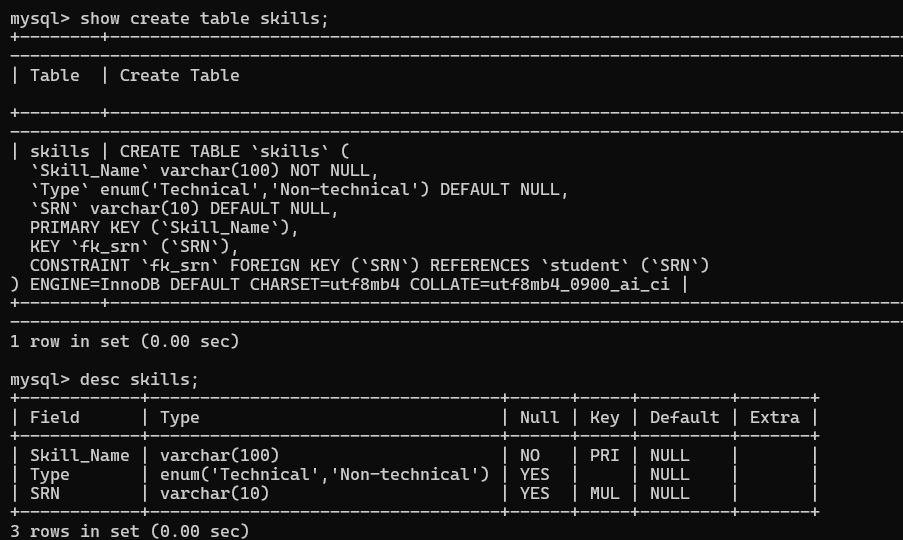 mysql> show create table skills;
+--------+--------------------------------------------------------------------------------
------------------------------------------------------------------------------------------
| Table  | Create Table

+--------+--------------------------------------------------------------------------------
------------------------------------------------------------------------------------------
| skills | CREATE TABLE `skills` (
  `Skill_Name` varchar(100) NOT NULL,
  `Type` enum('Technical','Non-technical') DEFAULT NULL,
  `SRN` varchar(10) DEFAULT NULL,
  PRIMARY KEY (`Skill_Name`),
  KEY `fk_srn` (`SRN`),
  CONSTRAINT `fk_srn` FOREIGN KEY (`SRN`) REFERENCES `student` (`SRN`)
) ENGINE=InnoDB DEFAULT CHARSET=utf8mb4 COLLATE=utf8mb4_0900_ai_ci |
+--------+--------------------------------------------------------------------------------
------------------------------------------------------------------------------------------
1 row in set (0.00 sec)

mysql> desc skills;
+------------+-----------------------------------+------+-----+---------+-------+
| Field      | Type                              | Null | Key | Default | Extra |
+------------+-----------------------------------+------+-----+---------+-------+
| Skill_Name | varchar(100)                      | NO   | PRI | NULL    |       |
| Type       | enum('Technical','Non-technical') | YES  |     | NULL    |       |
| SRN        | varchar(10)                       | YES  | MUL | NULL    |       |
+------------+-----------------------------------+------+-----+---------+-------+
3 rows in set (0.00 sec)